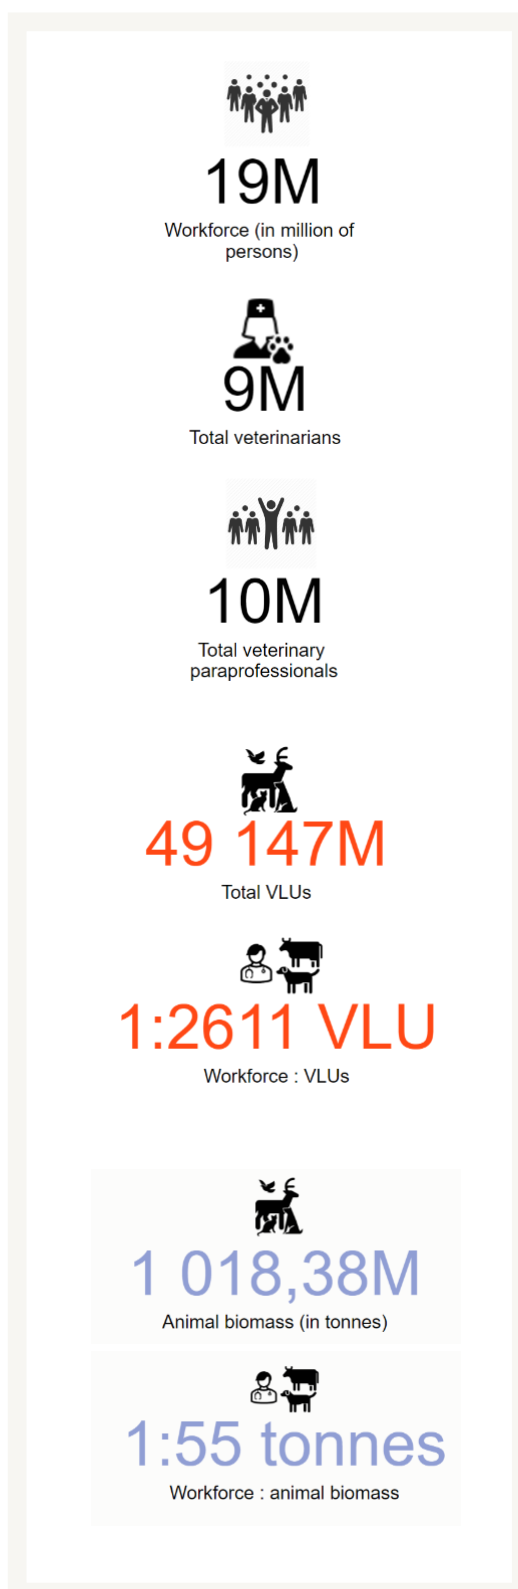 19M
Workforce (in million of
persons)
9M
Total veterinarians
10M
Total veterinary
paraprofessionals
49 147M
Total VLUs
1:2611 VLU
Workforce : VLUs
1 018,38M
Animal biomass (in tonnes)
1:55 tonnes
Workforce : animal biomass